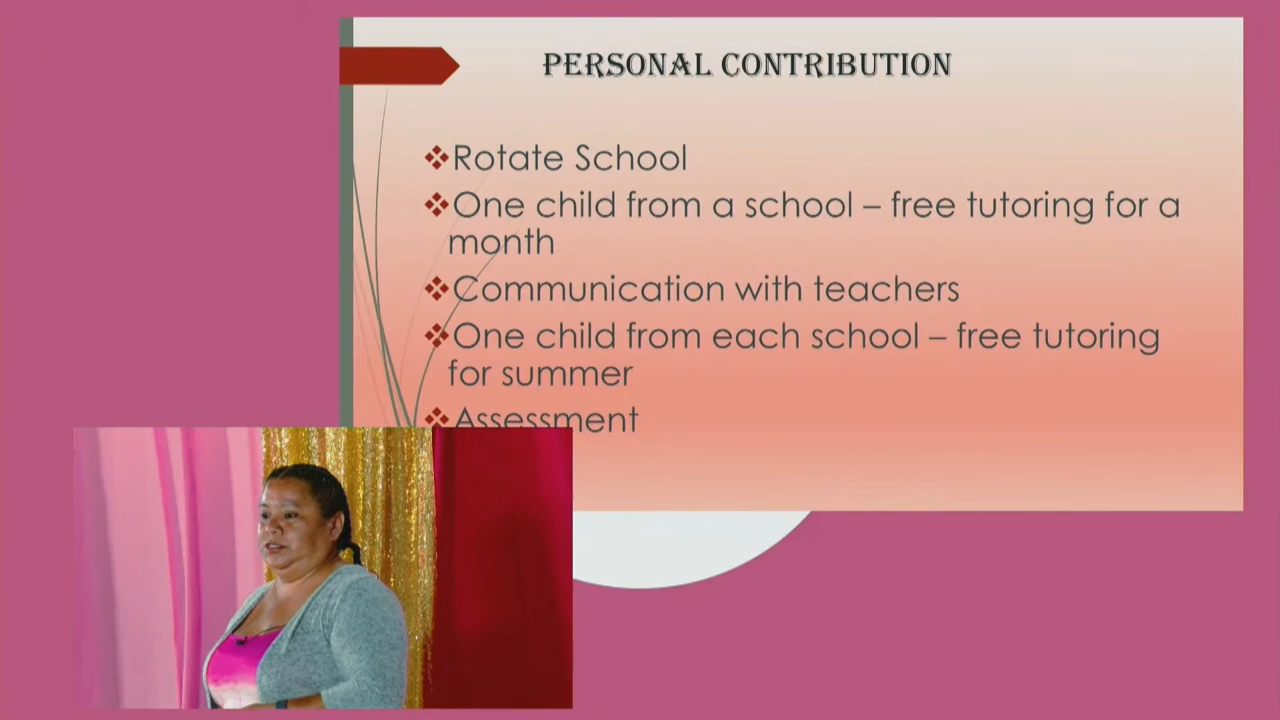 PERSONAL CONTRIBUTION
Rotate School
One child from a school – free tutoring for a
month
Communication with teachers
One child from each school – free tutoring
for summer
Assessment